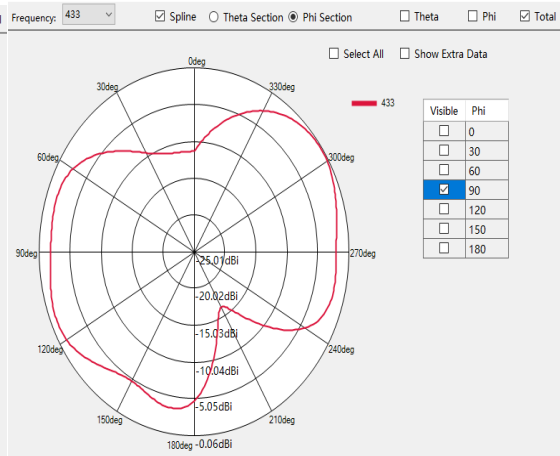 Frequency: 433 Spline Theta Section Phi Section Theta Phi Total
Select All Show Extra Data
0deg
30deg 330deg
433
Visible Phi
0
30
60
90
120
150
180
60deg 300deg
90deg 270deg
-25.01dBi
-20.02dBi
-15.03dBi
-10.04dBi
-5.05dBi
-0.06dBi
120deg 240deg
150deg 210deg
180deg